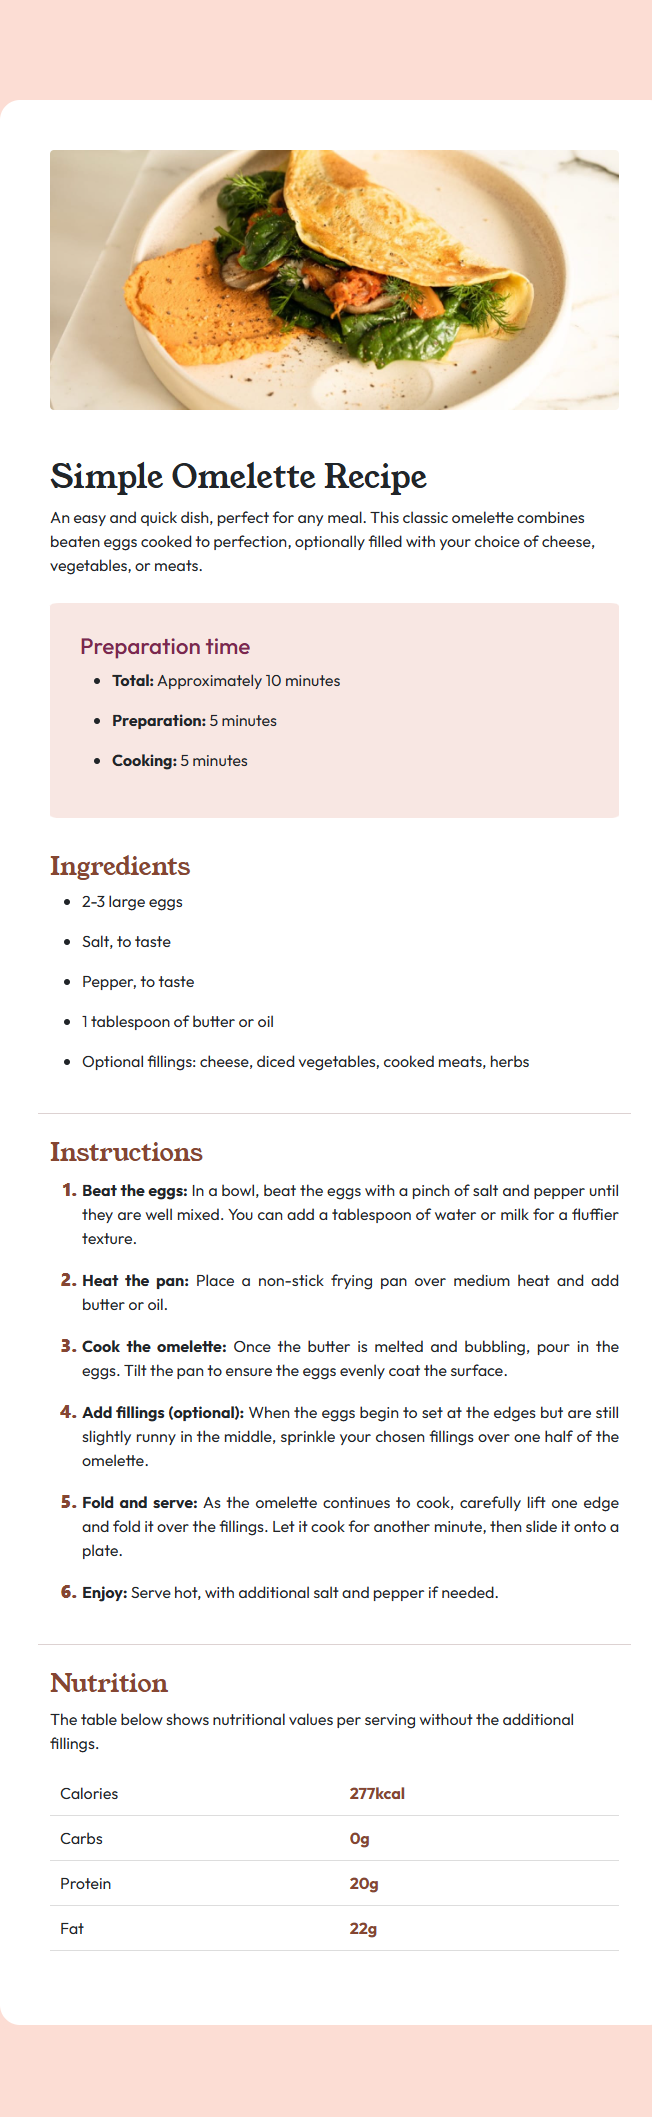 Simple Omelette Recipe
An easy and quick dish, perfect for any meal. This classic omelette combines
beaten eggs cooked to perfection, optionally filled with your choice of cheese,
vegetables, or meats.
Preparation time
• Total: Approximately 10 minutes
• Preparation: 5 minutes
• Cooking: 5 minutes
Ingredients
• 2-3 large eggs
• Salt, to taste
• Pepper, to taste
• 1 tablespoon of butter or oil
• Optional fillings: cheese, diced vegetables, cooked meats, herbs
Instructions
1. Beat the eggs: In a bowl, beat the eggs with a pinch of salt and pepper until
they are well mixed. You can add a tablespoon of water or milk for a fluffier
texture.
2. Heat the pan: Place a non-stick frying pan over medium heat and add
butter or oil.
3. Cook the omelette: Once the butter is melted and bubbling, pour in the
eggs. Tilt the pan to ensure the eggs evenly coat the surface.
4. Add fillings (optional): When the eggs begin to set at the edges but are still
slightly runny in the middle, sprinkle your chosen fillings over one half of the
omelette.
5. Fold and serve: As the omelette continues to cook, carefully lift one edge
and fold it over the fillings. Let it cook for another minute, then slide it onto a
plate.
6. Enjoy: Serve hot, with additional salt and pepper if needed.
Nutrition
The table below shows nutritional values per serving without the additional
fillings.
Calories 277kcal
Carbs 0g
Protein 20g
Fat 22g